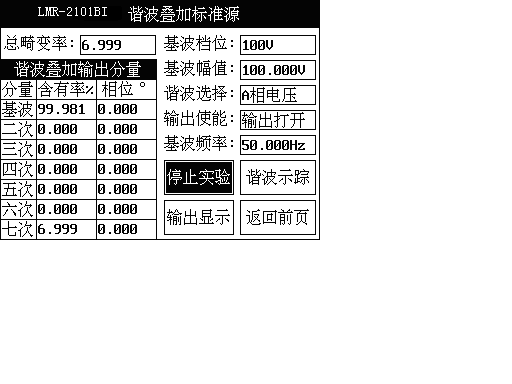 LMR-2101BI 谐波叠加标准源
总畸变率: 6.999
谐波叠加输出分量
分量 含有率% 相位°
基波 99.981 0.000
二次 0.000 0.000
三次 0.000 0.000
四次 0.000 0.000
五次 0.000 0.000
六次 0.000 0.000
七次 6.999 0.000
基波档位: 100V
基波幅值: 100.000V
谐波选择: A相电压
输出使能: 输出打开
基波频率: 50.000Hz
停止实验 谐波示踪
输出显示 返回前页